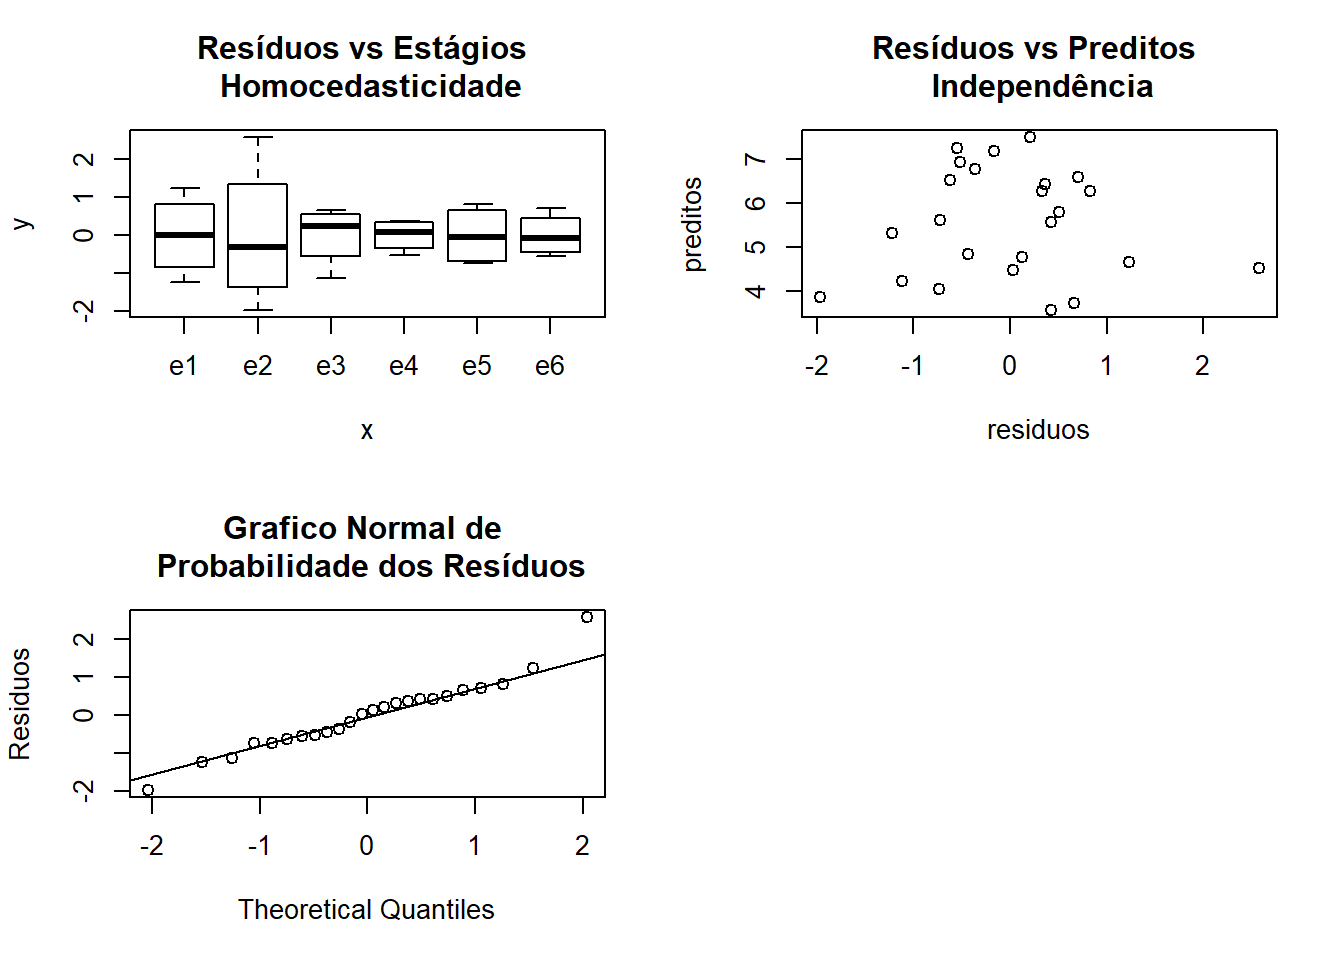 Resíduos vs Estágios
Homocedasticidade
y
2
1
0
-2
e1 e2 e3 e4 e5 e6
x
Resíduos vs Preditos
Independência
preditos
7
6
5
4
-2 -1 0 1 2
residuos
Grafico Normal de
Probabilidade dos Resíduos
Residuos
2
1
0
-2
-2 -1 0 1 2
Theoretical Quantiles